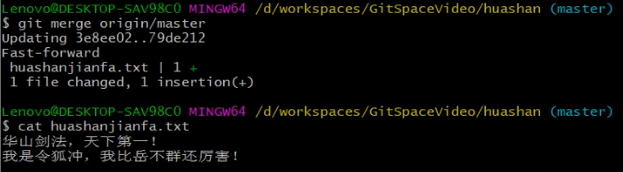 Lenovo@DESKTOP-SAV98C0 MINGW64 /d/workspaces/GitSpaceVideo/huashan (master)
$ git merge origin/master
Updating 3e8ee02..79de212
Fast-forward
 huashanjianfa.txt | 1 +
 1 file changed, 1 insertion(+)
Lenovo@DESKTOP-SAV98C0 MINGW64 /d/workspaces/GitSpaceVideo/huashan (master)
$ cat huashanjianfa.txt
华山剑法，天下第一！
我是令狐冲，我比岳不群还厉害！